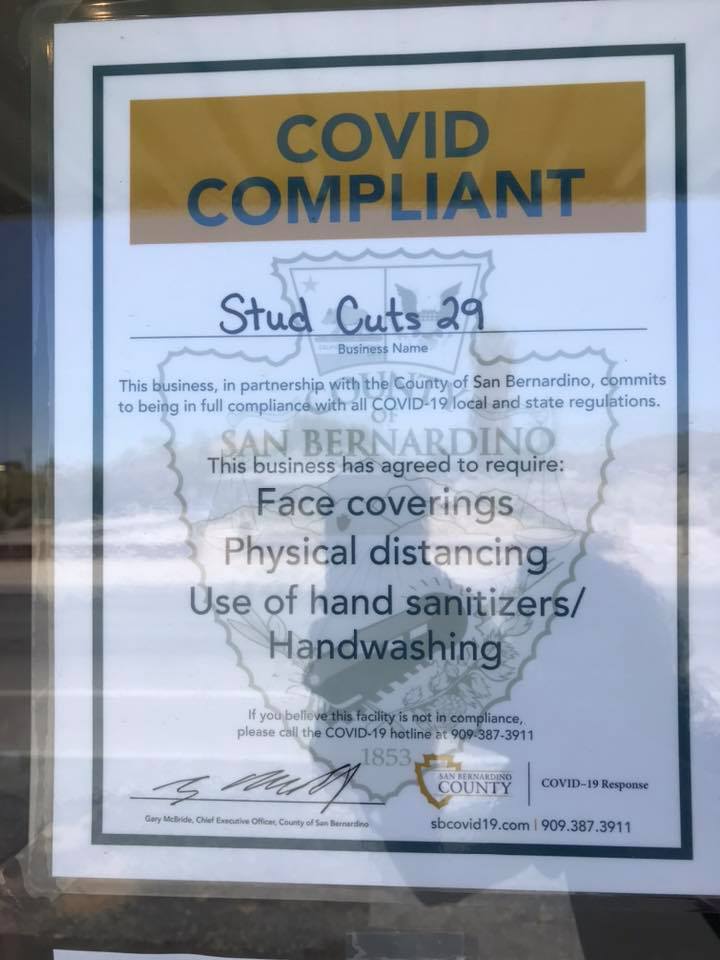 COVID
COMPLIANT
Stud Cuts 29
Business Name
This business, in partnership with the County of San Bernardino, commits
to being in full compliance with all COVID-19 local and state regulations.
COUNTY
OF
SAN BERNARDINO
This business has agreed to require:
Face coverings
Physical distancing
Use of hand sanitizers/
Handwashing
If you believe this facility is not in compliance,
please call the COVID-19 hotline at 909-387-3911
1853
Gary McBride, Chief Executive Officer, County of San Bernardino
SAN BERNARDINO
COUNTY
COVID-19 Response
sbcovid19.com | 909.387.3911